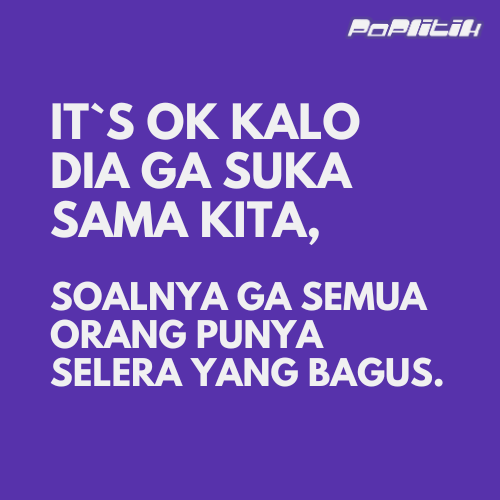 PoPlitik
IT`S OK KALO
DIA GA SUKA
SAMA KITA,
SOALNYA GA SEMUA
ORANG PUNYA
SELERA YANG BAGUS.